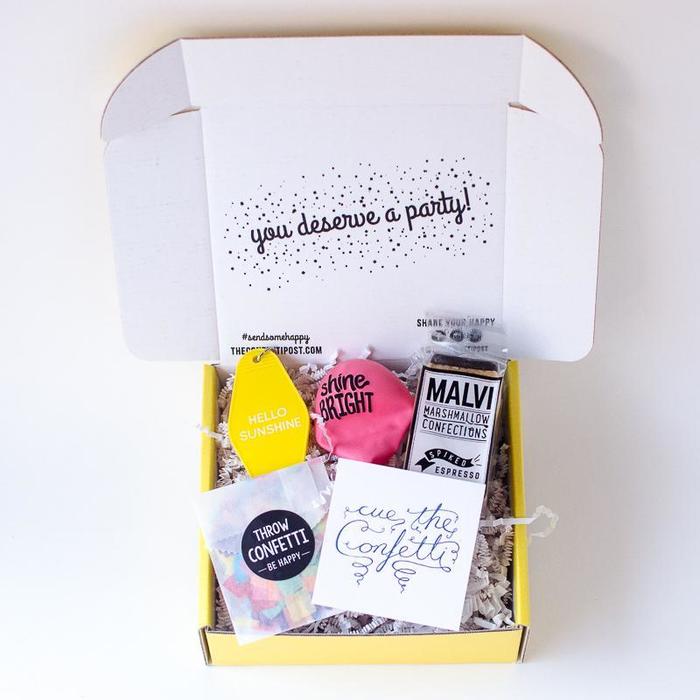 you deserve a party!
#sendsomehappy
SHARE YOUR HAPPY
HELLO
SUNSHINE
shine
BRIGHT
MALVI
MARSHMALLOW
CONFECTIONS
SPIKED
ESPRESSO
THROW
CONFETTI
— BE HAPPY —
cue the
Confetti